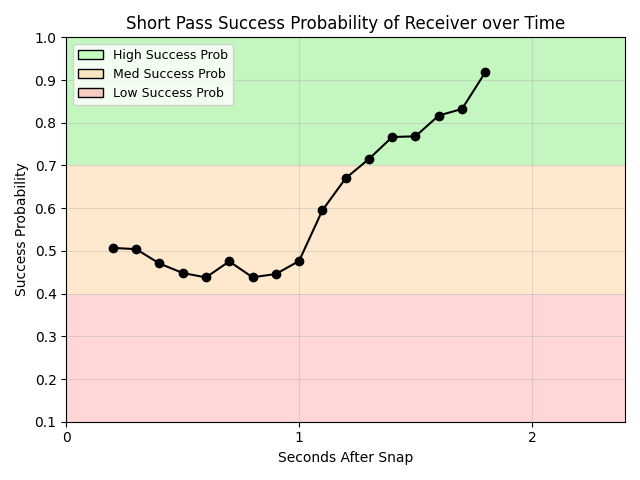 Short Pass Success Probability of Receiver over Time
High Success Prob
Med Success Prob
Low Success Prob
Success Probability
1.0
0.9
0.8
0.7
0.6
0.5
0.4
0.3
0.2
0.1
0 1 2
Seconds After Snap